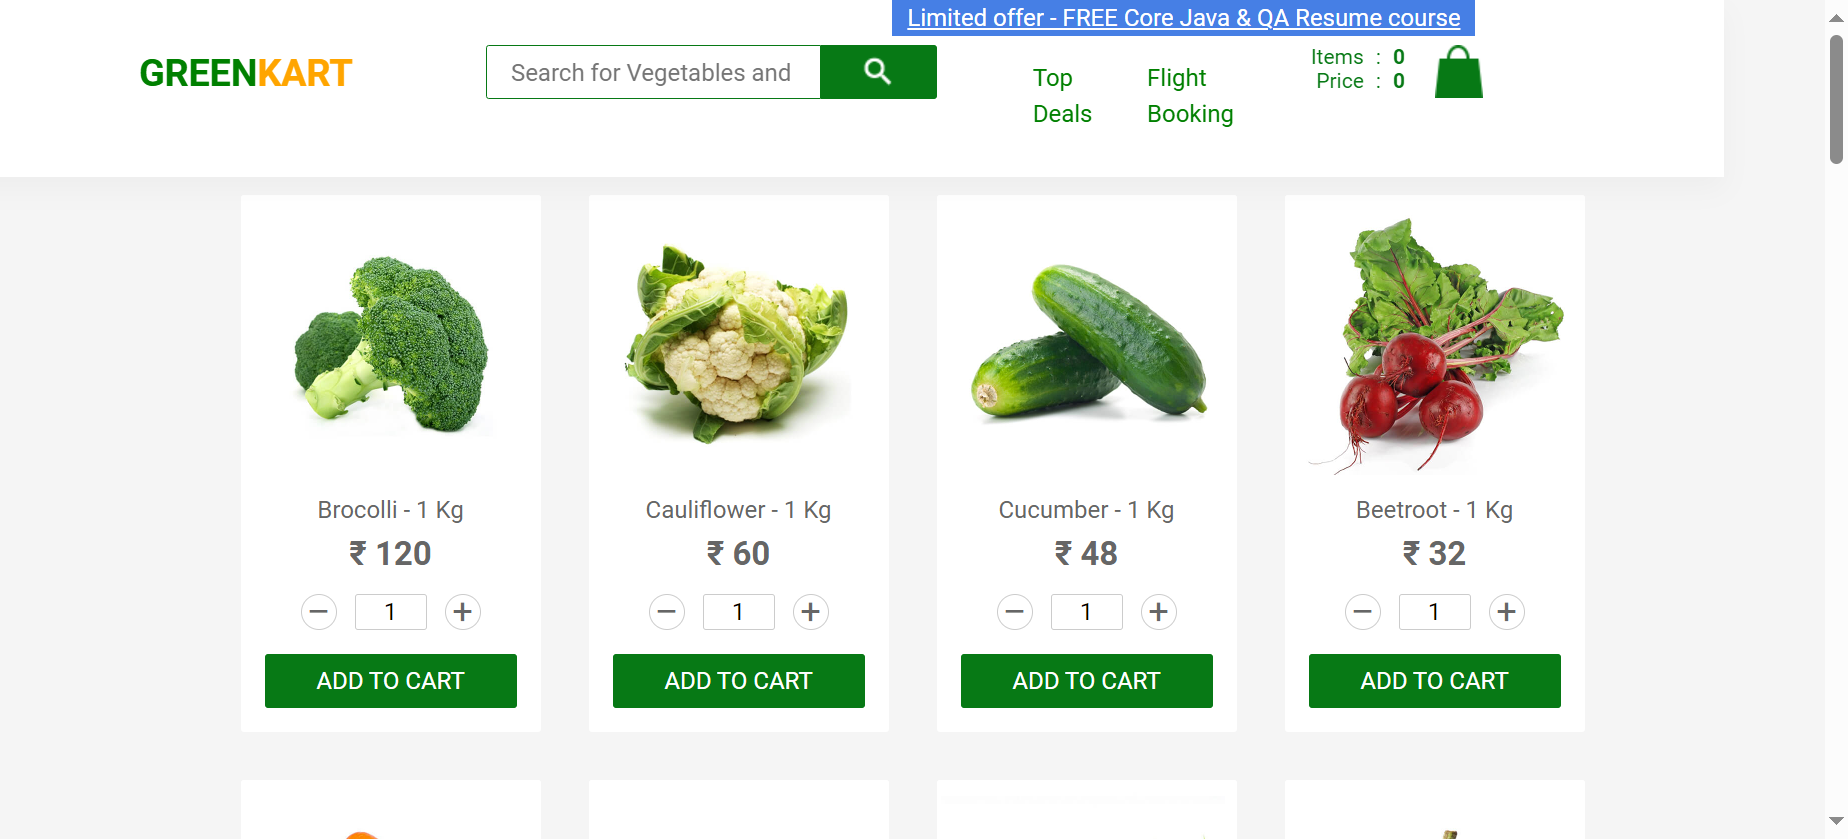 Limited offer - FREE Core Java & QA Resume course
GREENKART
Search for Vegetables and
Top
Deals
Flight
Booking
Items : 0
Price : 0
Brocolli - 1 Kg
₹ 120
− 1 +
ADD TO CART
Cauliflower - 1 Kg
₹ 60
− 1 +
ADD TO CART
Cucumber - 1 Kg
₹ 48
− 1 +
ADD TO CART
Beetroot - 1 Kg
₹ 32
− 1 +
ADD TO CART